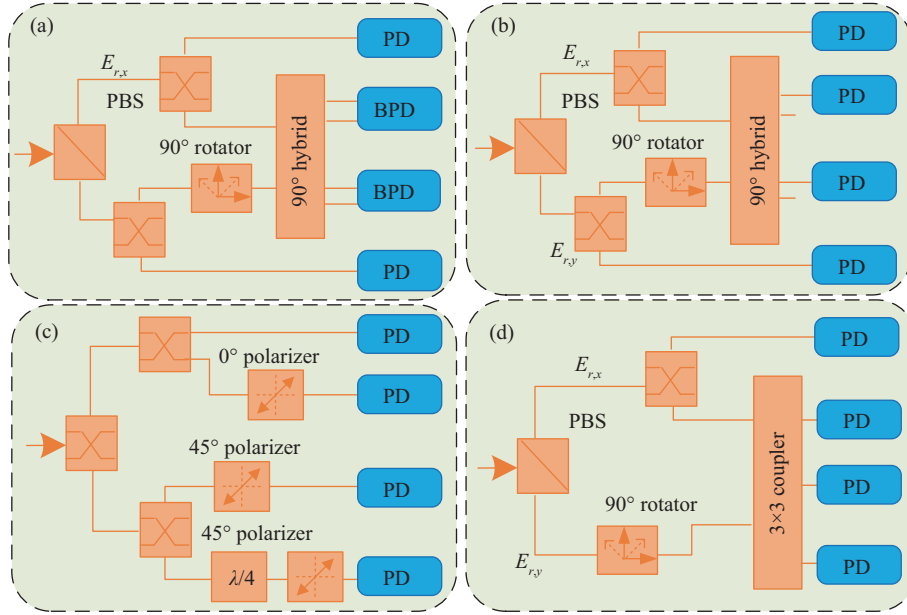 (a)
PD
E_{r,x}
PBS
BPD
90° rotator
90° hybrid
BPD
PD
(b)
PD
E_{r,x}
PBS
PD
90° rotator
90° hybrid
PD
E_{r,y}
PD
(c)
PD
0° polarizer
PD
45° polarizer
PD
45° polarizer
λ/4
PD
(d)
PD
E_{r,x}
PBS
PD
3×3 coupler
PD
90° rotator
E_{r,y}
PD